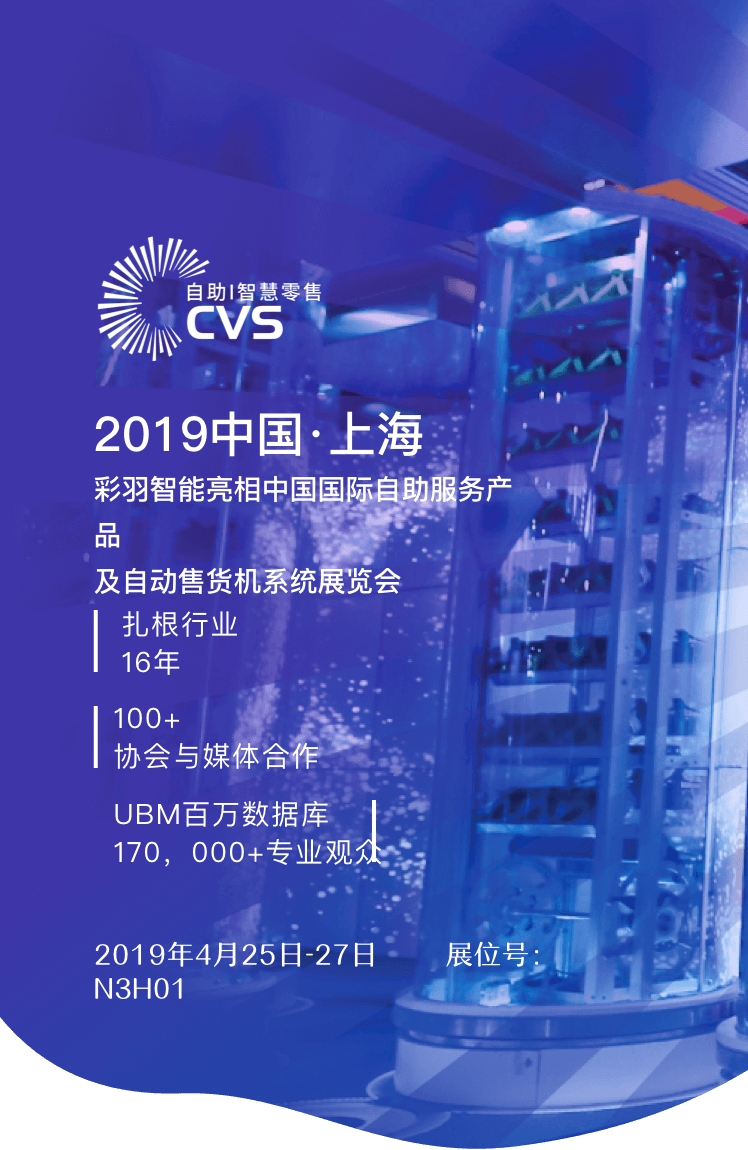 自助|智慧零售
CVS
2019中国·上海
彩羽智能亮相中国国际自助服务产
品
及自动售货机系统展览会
扎根行业
16年
100+
协会与媒体合作
UBM百万数据库
170，000+专业观众
2019年4月25日-27日 展位号：
N3H01